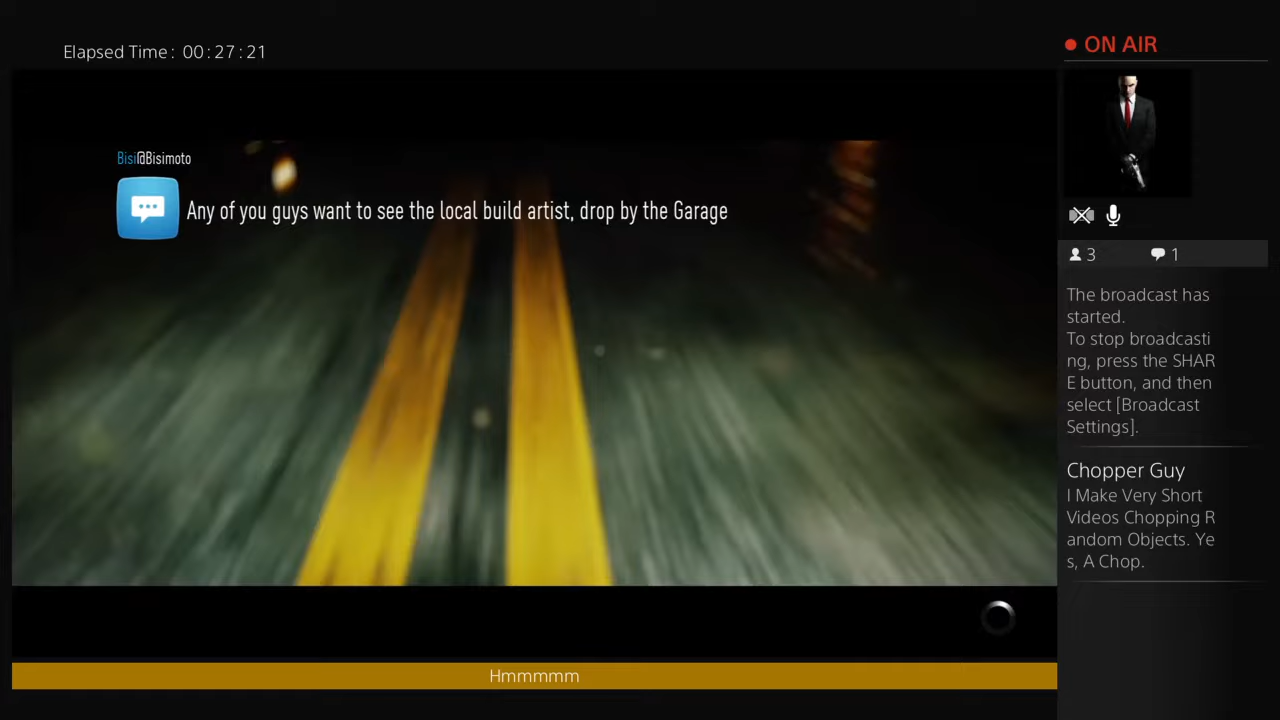 Elapsed Time: 00:27:21
ON AIR
Bisi@Bisimoto
Any of you guys want to see the local build artist, drop by the Garage
3 1
The broadcast has
started.
To stop broadcasti
ng, press the SHAR
E button, and then
select [Broadcast
Settings].
Chopper Guy
I Make Very Short
Videos Chopping R
andom Objects. Ye
s, A Chop.
Hmmmmm